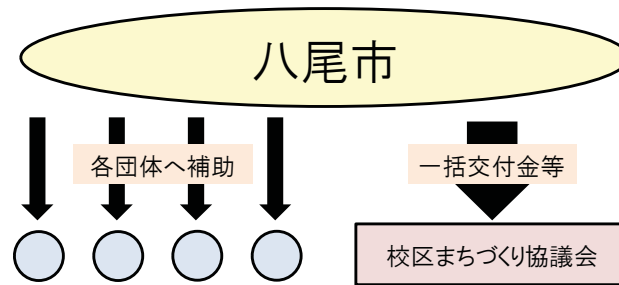 八尾市
各団体へ補助
一括交付金等
校区まちづくり協議会